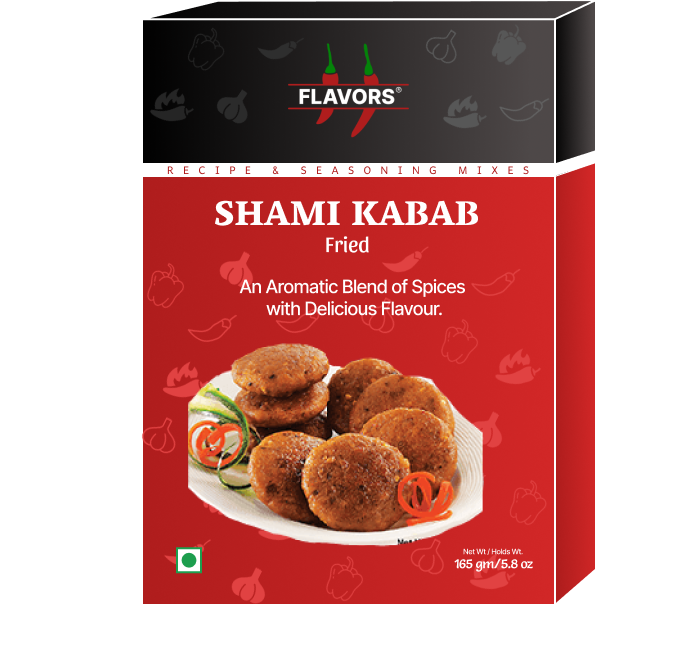 FLAVORS®
RECIPE & SEASONING MIXES
SHAMI KABAB
Fried
An Aromatic Blend of Spices
with Delicious Flavour.
Net Wt / Holds Wt.
165 gm/5.8 oz